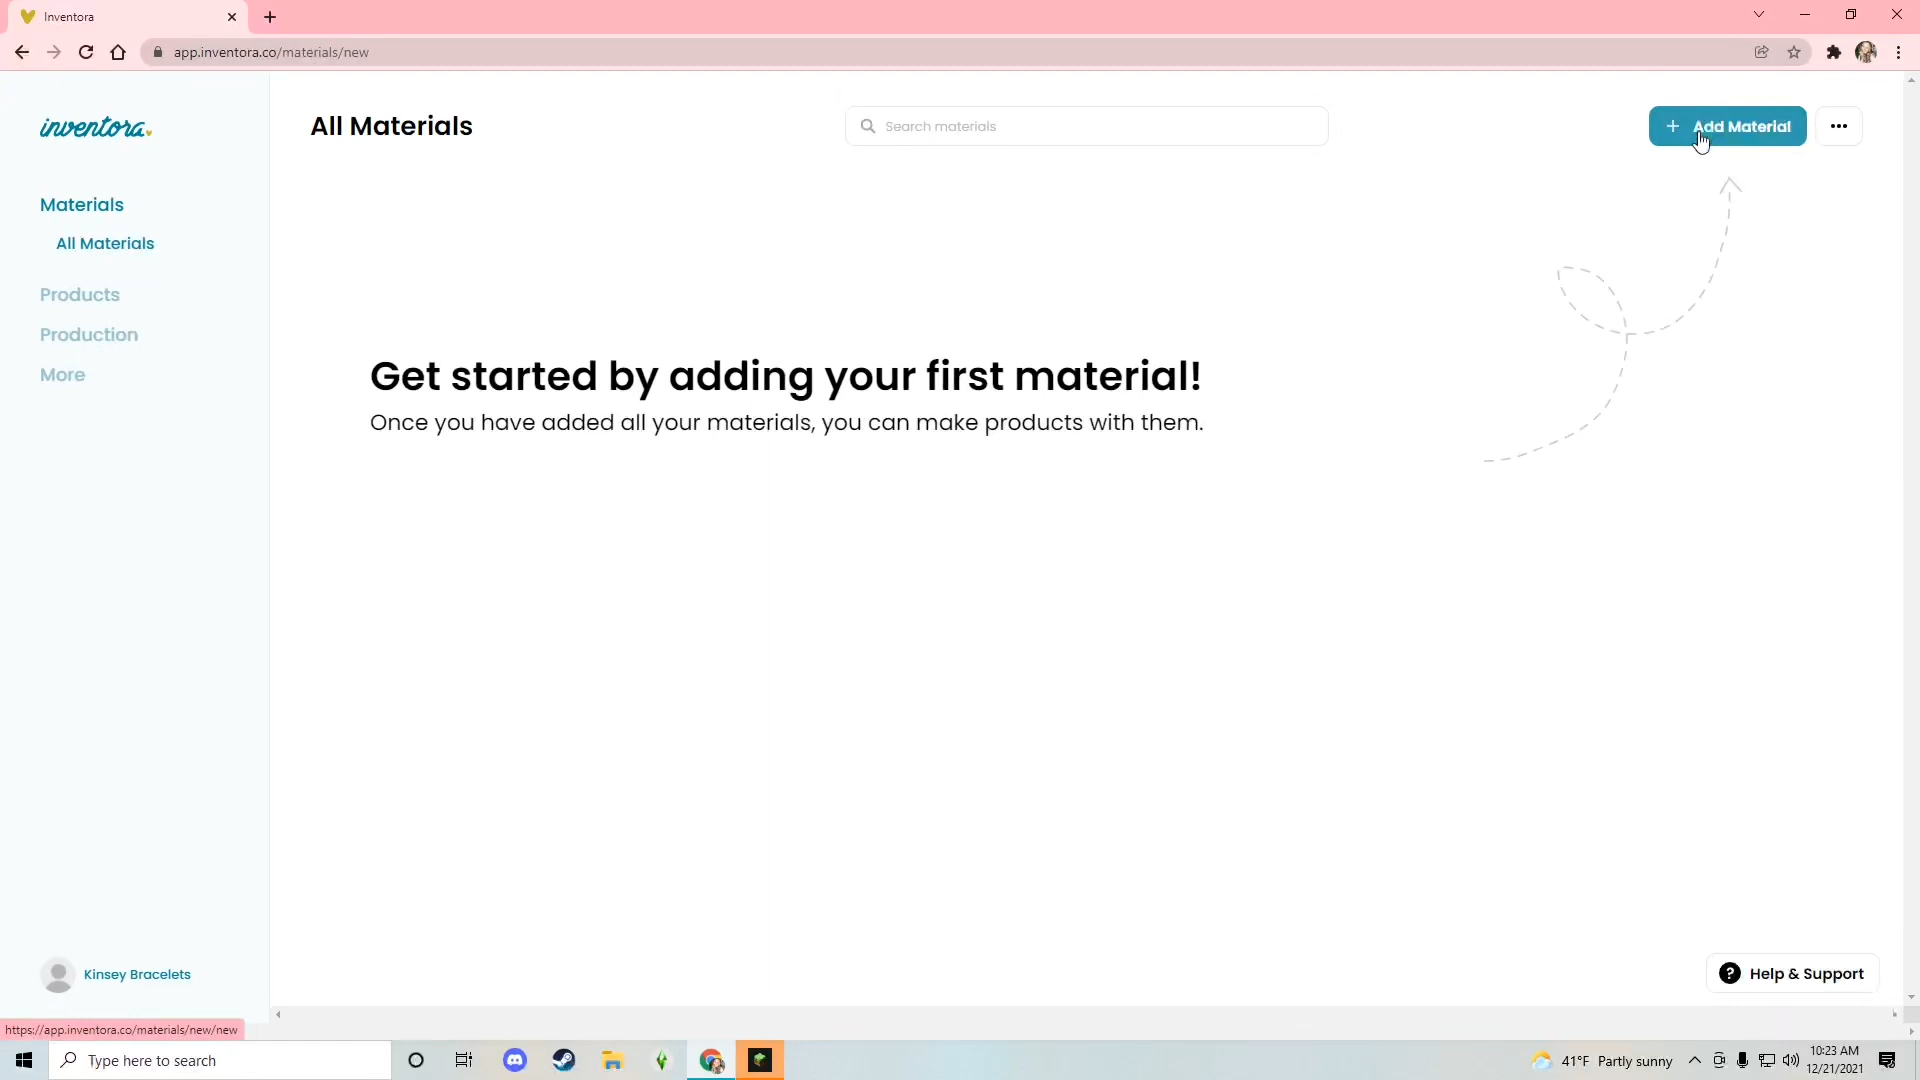 Inventora
app.inventora.co/materials/new
inventora
All Materials
Search materials
+ Add Material
Materials
All Materials
Products
Production
More
Get started by adding your first material!
Once you have added all your materials, you can make products with them.
Kinsey Bracelets
? Help & Support
https://app.inventora.co/materials/new/new
Type here to search
41°F Partly sunny
10:23 AM
12/21/2021